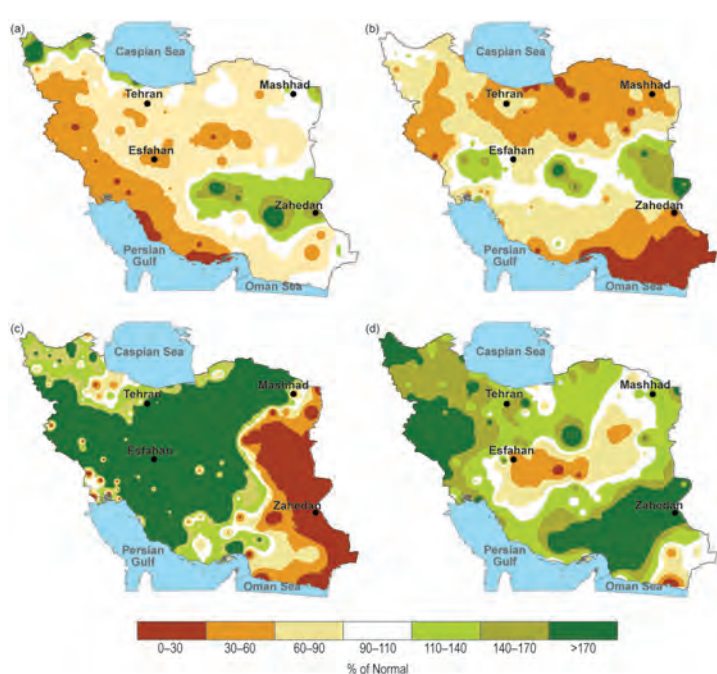 (a)
Caspian Sea
Tehran
Mashhad
Esfahan
Zahedan
Persian
Gulf
Oman Sea
(b)
Caspian Sea
Tehran
Mashhad
Esfahan
Zahedan
Persian
Gulf
Oman Sea
(c)
Caspian Sea
Tehran
Mashhad
Esfahan
Zahedan
Persian
Gulf
Oman Sea
(d)
Caspian Sea
Tehran
Mashhad
Esfahan
Zahedan
Persian
Gulf
Oman Sea
0–30 30–60 60–90 90–110 110–140 140–170 >170
% of Normal